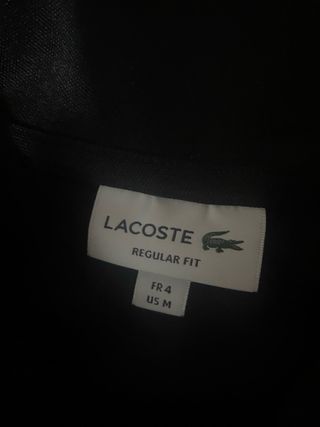 LACOSTE
REGULAR FIT
FR 4
US M